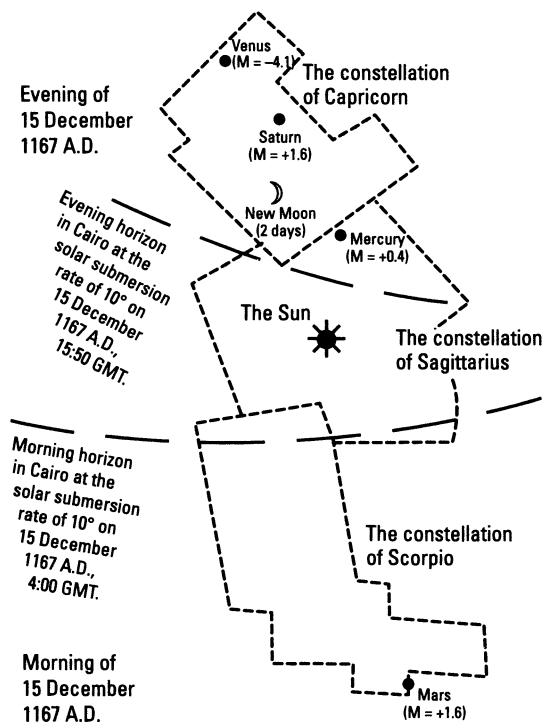 Venus
(M = –4.1)
The constellation
of Capricorn
Evening of
15 December
1167 A.D.
Saturn
(M = +1.6)
New Moon
(2 days)
Mercury
(M = +0.4)
Evening horizon
in Cairo at the
solar submersion
rate of 10° on
15 December
1167 A.D.,
15:50 GMT.
The Sun
The constellation
of Sagittarius
Morning horizon
in Cairo at the
solar submersion
rate of 10° on
15 December
1167 A.D.,
4:00 GMT.
The constellation
of Scorpio
Morning of
15 December
1167 A.D.
Mars
(M = +1.6)